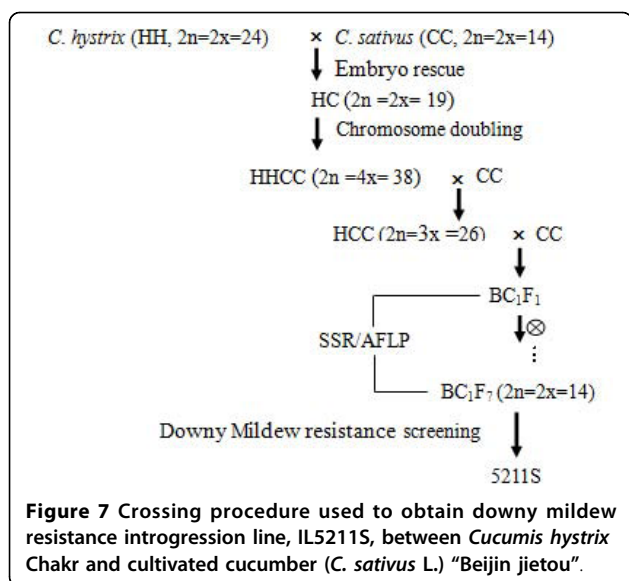 C. hystrix (HH, 2n=2x=24) × C. sativus (CC, 2n=2x=14)
Embryo rescue
HC (2n =2x= 19)
Chromosome doubling
HHCC (2n =4x= 38) × CC
HCC (2n=3x =26) × CC
BC₁F₁
⊗
SSR/AFLP
⋮
BC₁F₇ (2n=2x=14)
Downy Mildew resistance screening
5211S
Figure 7 Crossing procedure used to obtain downy mildew
resistance introgression line, IL5211S, between Cucumis hystrix
Chakr and cultivated cucumber (C. sativus L.) “Beijin jietou”.